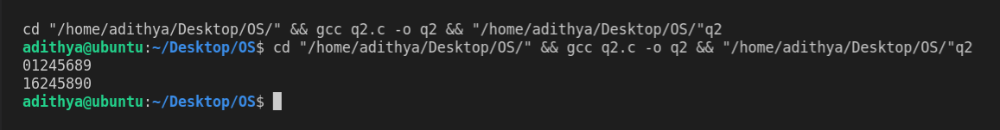 cd "/home/adithya/Desktop/OS/" && gcc q2.c -o q2 && "/home/adithya/Desktop/OS/"q2
adithya@ubuntu:~/Desktop/OS$ cd "/home/adithya/Desktop/OS/" && gcc q2.c -o q2 && "/home/adithya/Desktop/OS/"q2
01245689
16245890
adithya@ubuntu:~/Desktop/OS$